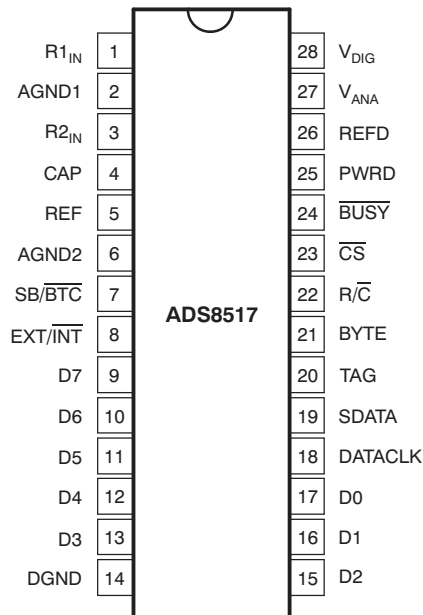 R1IN 1 28 VDIG
AGND1 2 27 VANA
R2IN 3 26 REFD
CAP 4 25 PWRD
REF 5 24 BUSY
AGND2 6 23 CS
SB/BTC 7 22 R/C
ADS8517
EXT/INT 8 21 BYTE
D7 9 20 TAG
D6 10 19 SDATA
D5 11 18 DATACLK
D4 12 17 D0
D3 13 16 D1
DGND 14 15 D2